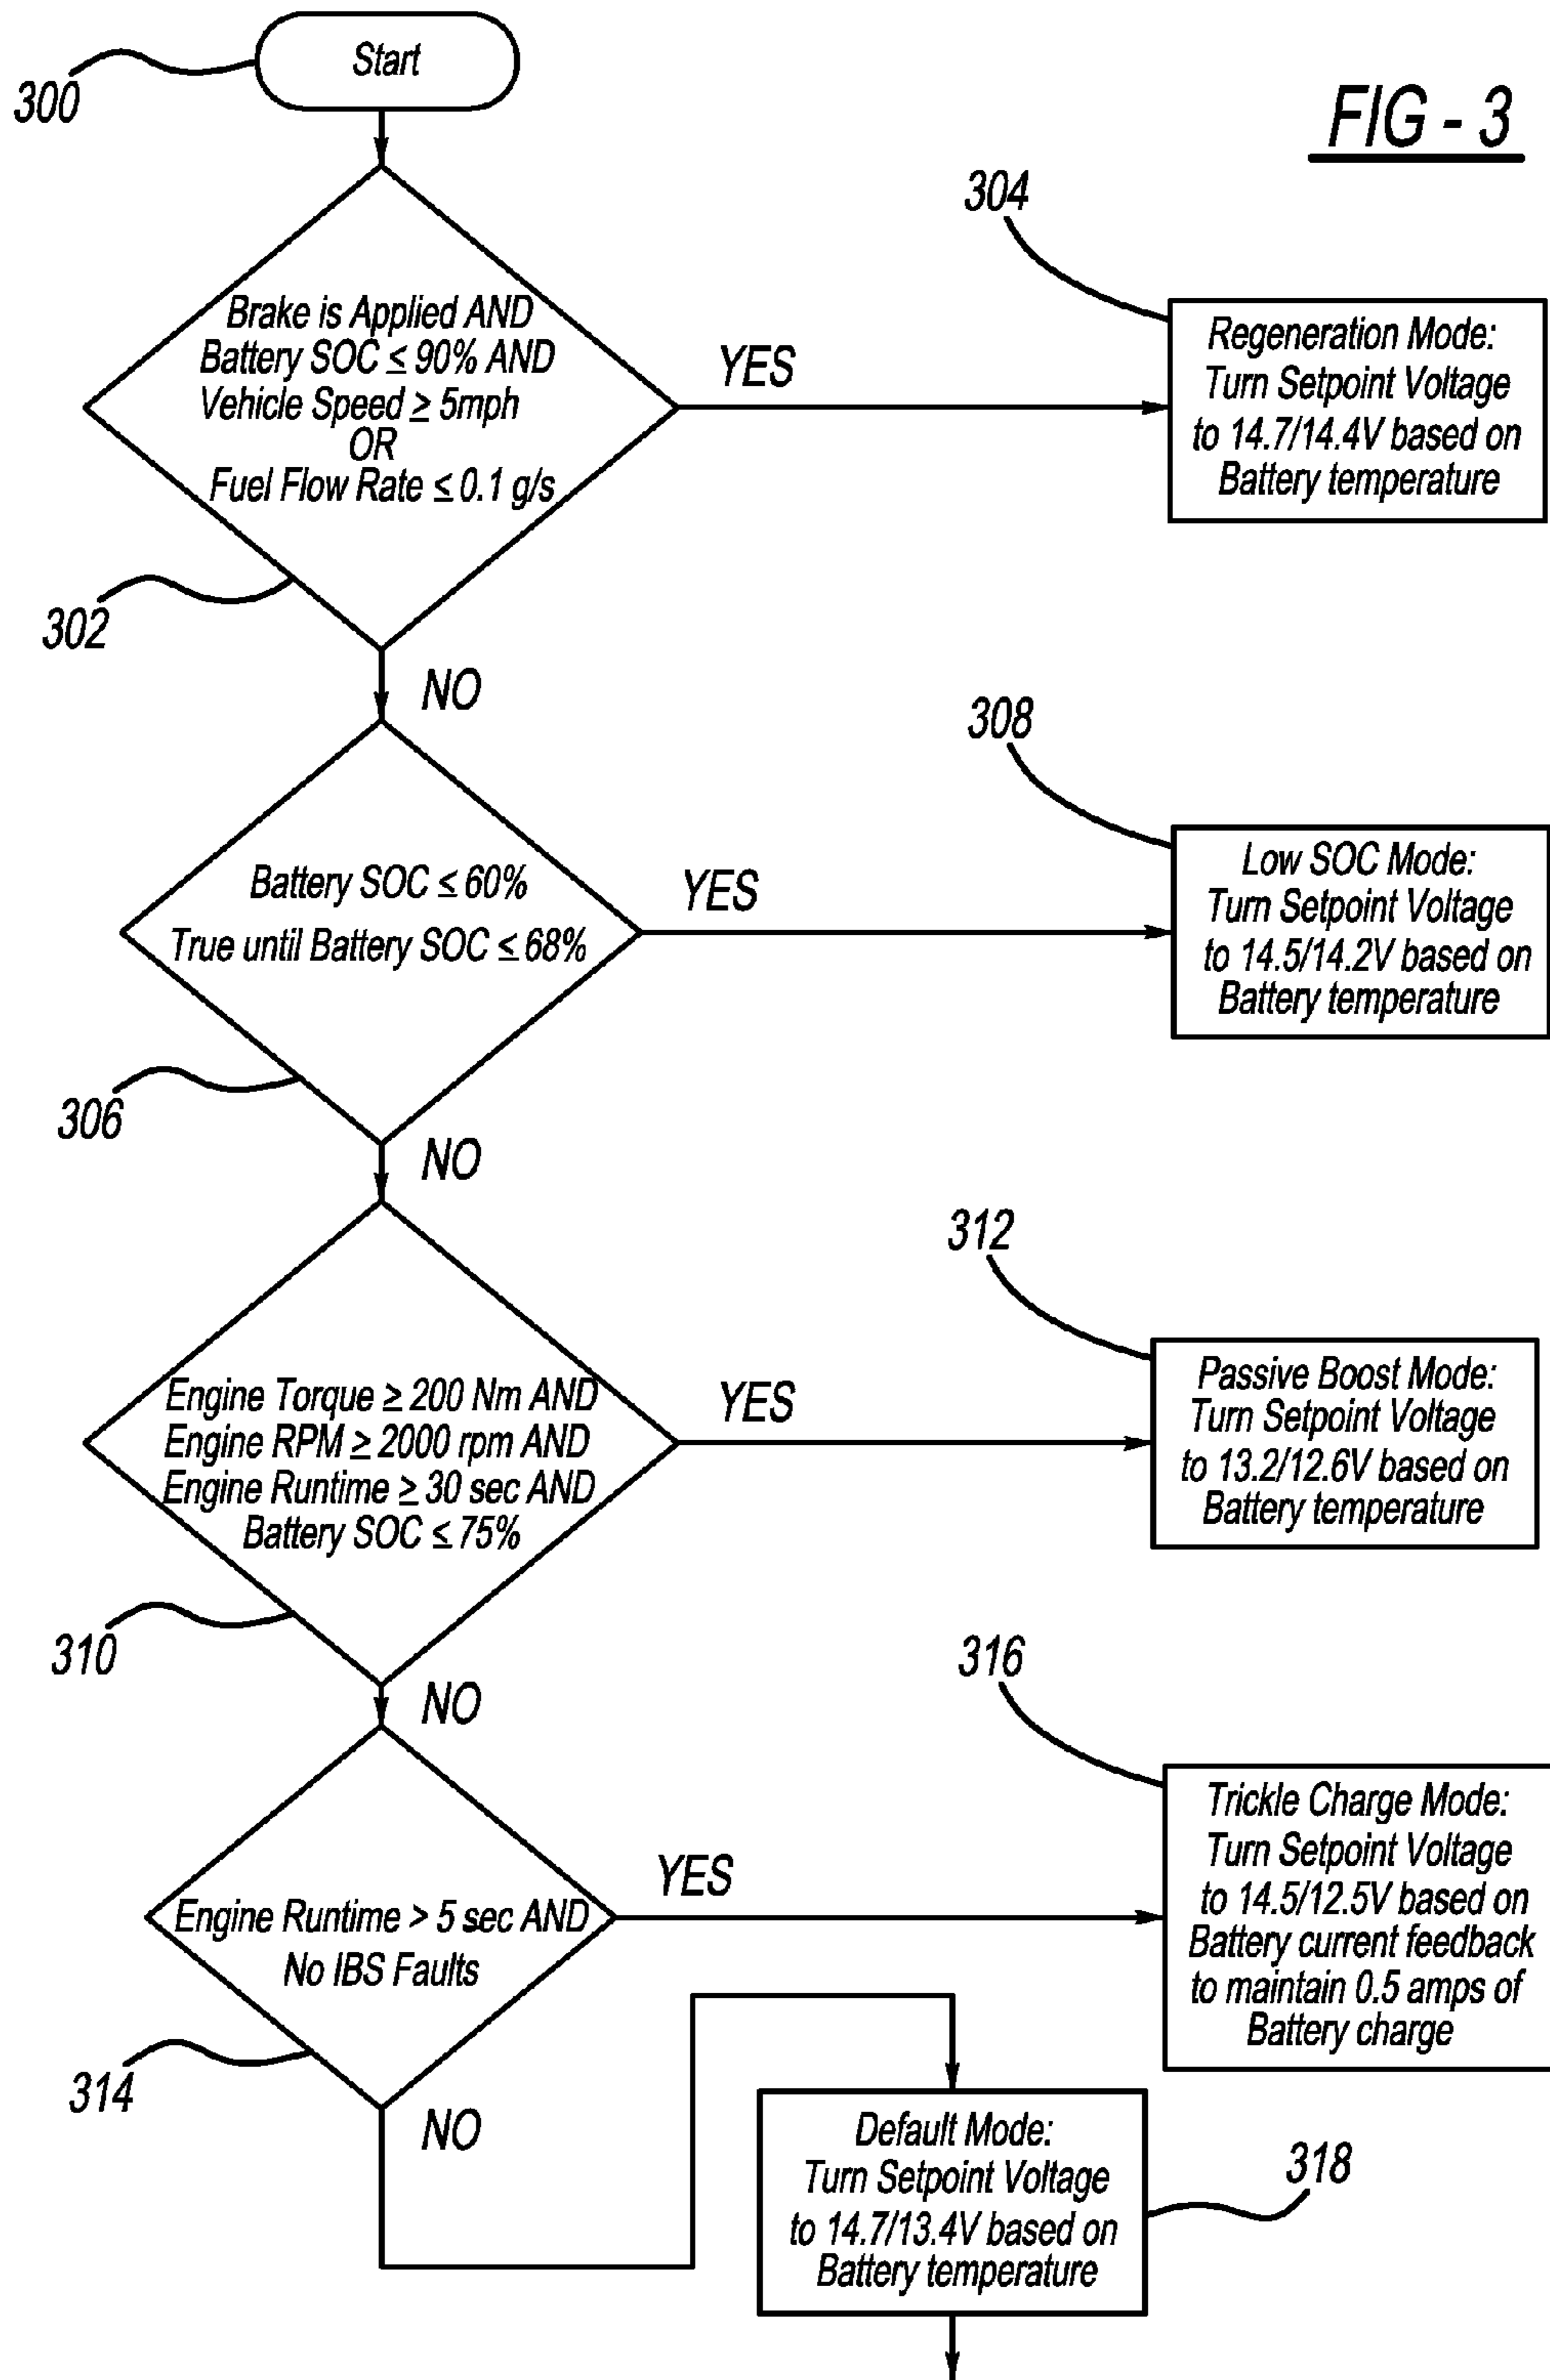 FIG - 3
Start
300
Brake is Applied AND
Battery SOC ≤ 90% AND
Vehicle Speed ≥ 5mph
OR
Fuel Flow Rate ≤ 0.1 g/s
302
YES
304
Regeneration Mode:
Turn Setpoint Voltage
to 14.7/14.4V based on
Battery temperature
NO
Battery SOC ≤ 60%
True until Battery SOC ≤ 68%
306
YES
308
Low SOC Mode:
Turn Setpoint Voltage
to 14.5/14.2V based on
Battery temperature
NO
Engine Torque ≥ 200 Nm AND
Engine RPM ≥ 2000 rpm AND
Engine Runtime ≥ 30 sec AND
Battery SOC ≤ 75%
310
YES
312
Passive Boost Mode:
Turn Setpoint Voltage
to 13.2/12.6V based on
Battery temperature
NO
Engine Runtime > 5 sec AND
No IBS Faults
314
YES
316
Trickle Charge Mode:
Turn Setpoint Voltage
to 14.5/12.5V based on
Battery current feedback
to maintain 0.5 amps of
Battery charge
NO
Default Mode:
Turn Setpoint Voltage
to 14.7/13.4V based on
Battery temperature
318